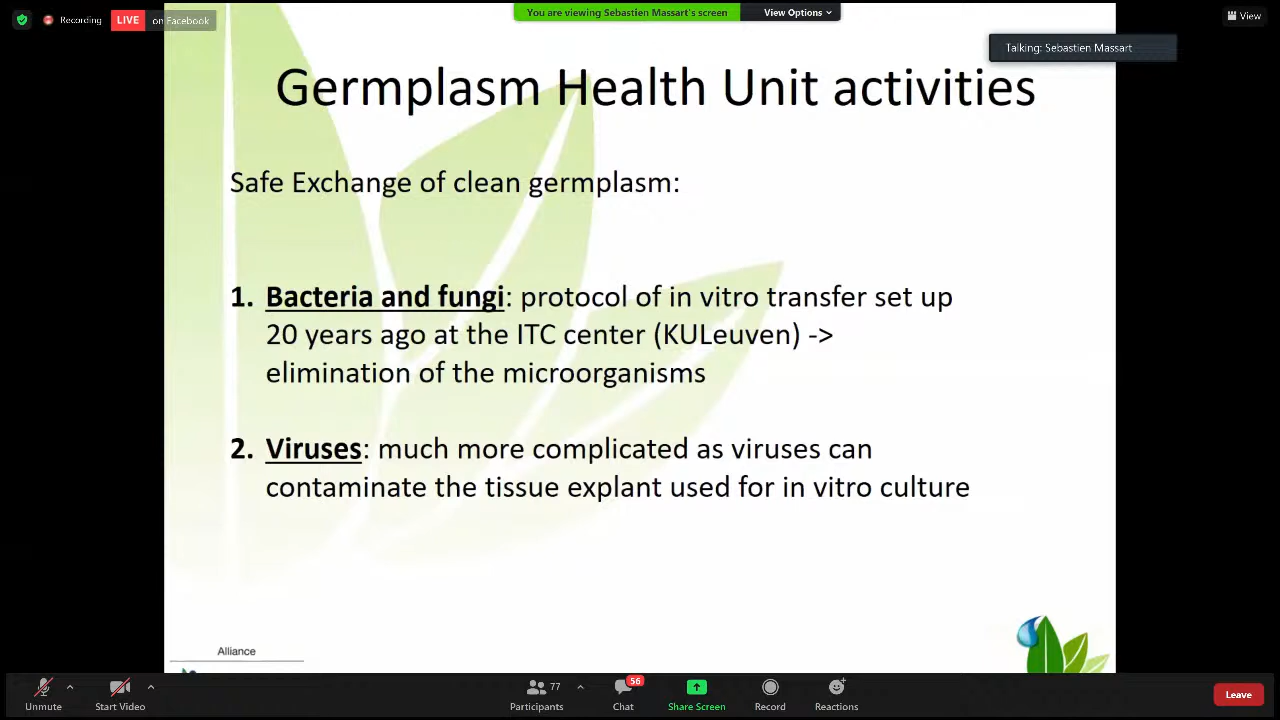 Recording
LIVE on Facebook
You are viewing Sebastien Massart's screen
View Options
View
Talking: Sebastien Massart
Germplasm Health Unit activities
Safe Exchange of clean germplasm:
1. Bacteria and fungi: protocol of in vitro transfer set up
20 years ago at the ITC center (KULeuven) ->
elimination of the microorganisms
2. Viruses: much more complicated as viruses can
contaminate the tissue explant used for in vitro culture
Alliance
Unmute
Start Video
77
Participants
56
Chat
Share Screen
Record
Reactions
Leave